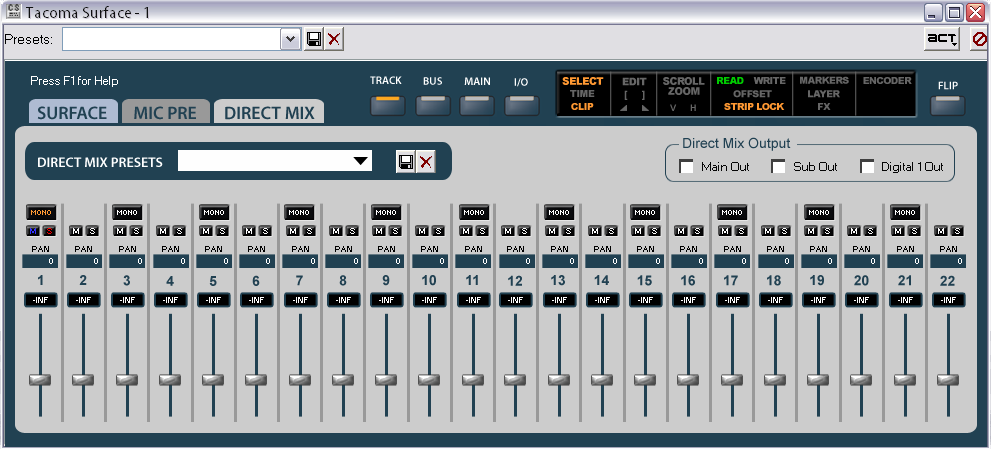 Tacoma Surface - 1
Presets:
ACT
Press F1 for Help
TRACK BUS MAIN I/O
SELECT
TIME
CLIP
EDIT
[ ]
SCROLL
ZOOM
V H
READ WRITE
OFFSET
STRIP LOCK
MARKERS
LAYER
FX
ENCODER
FLIP
SURFACE MIC PRE DIRECT MIX
DIRECT MIX PRESETS
Direct Mix Output
Main Out Sub Out Digital 1 Out
MONO MONO MONO MONO MONO MONO MONO MONO MONO MONO MONO
M S M S M S M S M S M S M S M S M S M S M S M S M S M S M S M S M S M S M S M S M S M S
PAN PAN PAN PAN PAN PAN PAN PAN PAN PAN PAN PAN PAN PAN PAN PAN PAN PAN PAN PAN PAN PAN
0 0 0 0 0 0 0 0 0 0 0 0 0 0 0 0 0 0 0 0 0 0
1 2 3 4 5 6 7 8 9 10 11 12 13 14 15 16 17 18 19 20 21 22
-INF -INF -INF -INF -INF -INF -INF -INF -INF -INF -INF -INF -INF -INF -INF -INF -INF -INF -INF -INF -INF -INF